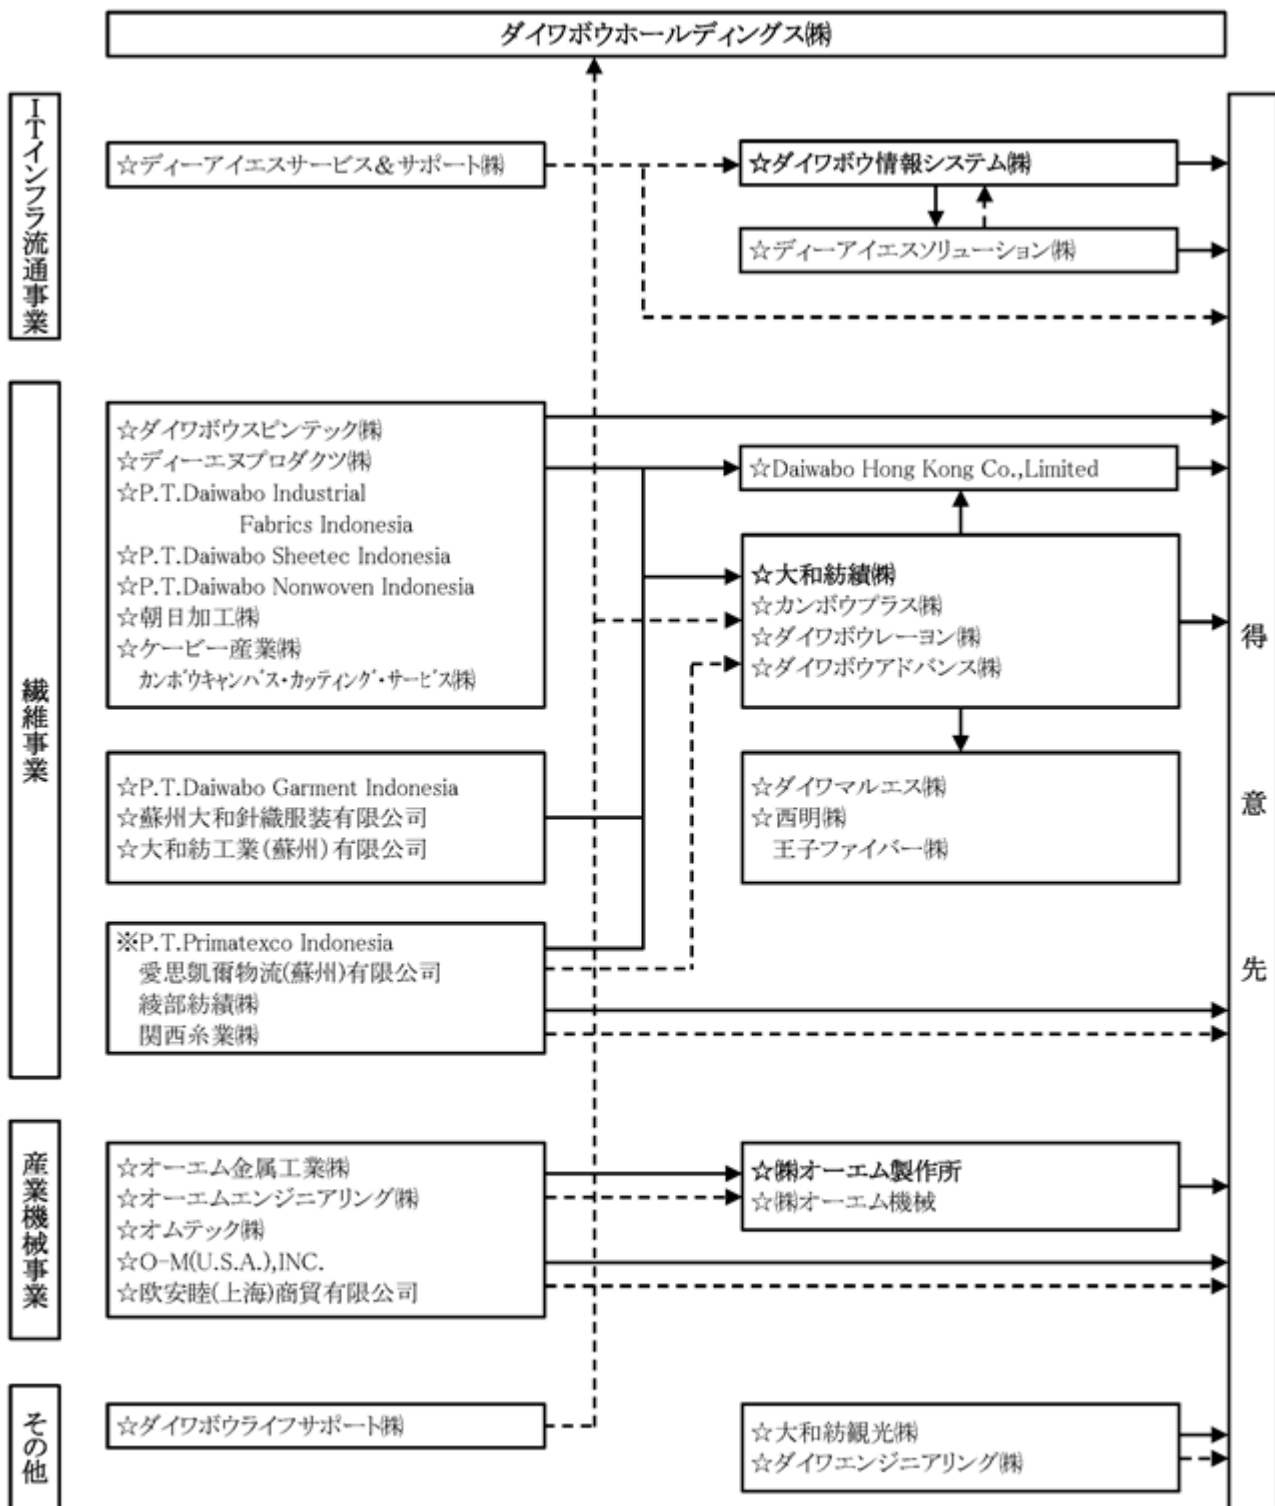 ダイワボウホールディングス㈱
ITインフラ流通事業
☆ディーアイエスサービス&サポート㈱
☆ダイワボウ情報システム㈱
☆ディーアイエスソリューション㈱
繊維事業
☆ダイワボウスピンテック㈱
☆ディーエヌプロダクツ㈱
☆P.T.Daiwabo Industrial
Fabrics Indonesia
☆P.T.Daiwabo Sheetec Indonesia
☆P.T.Daiwabo Nonwoven Indonesia
☆朝日加工㈱
☆ケービー産業㈱
カンボウキャンバス・カッティング・サービス㈱
☆Daiwabo Hong Kong Co.,Limited
☆大和紡績㈱
☆カンボウプラス㈱
☆ダイワボウレーヨン㈱
☆ダイワボウアドバンス㈱
☆P.T.Daiwabo Garment Indonesia
☆蘇州大和針織服装有限公司
☆大和紡工業(蘇州)有限公司
☆ダイワマルエス㈱
☆西明㈱
王子ファイバー㈱
※P.T.Primatexco Indonesia
愛思凱爾物流(蘇州)有限公司
綾部紡績㈱
関西糸業㈱
産業機械事業
☆オーエム金属工業㈱
☆オーエムエンジニアリング㈱
☆オムテック㈱
☆O-M(U.S.A.),INC.
☆欧安睦(上海)商貿有限公司
☆㈱オーエム製作所
☆㈱オーエム機械
その他
☆ダイワボウライフサポート㈱
☆大和紡観光㈱
☆ダイワエンジニアリング㈱
得意先